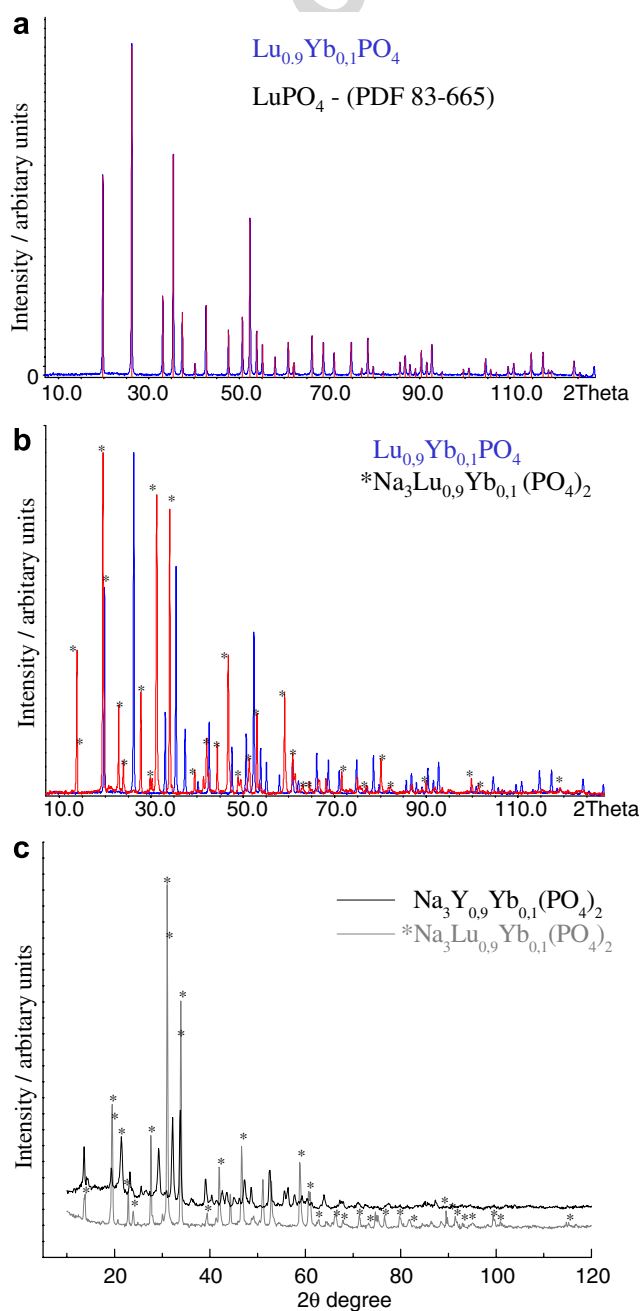 a
Lu0.9Yb0,1PO4
LuPO4 - (PDF 83-665)
Intensity / arbitary units
0
10.0 30.0 50.0 70.0 90.0 110.0 2Theta
b
Lu0,9Yb0,1PO4
*Na3Lu0,9Yb0,1 (PO4)2
Intensity / arbitary units
10.0 30.0 50.0 70.0 90.0 110.0 2Theta
c
Na3Y0,9Yb0,1(PO4)2
*Na3Lu0,9Yb0,1(PO4)2
Intensity / arbitary units
0 20 40 60 80 100 120
2θ degree